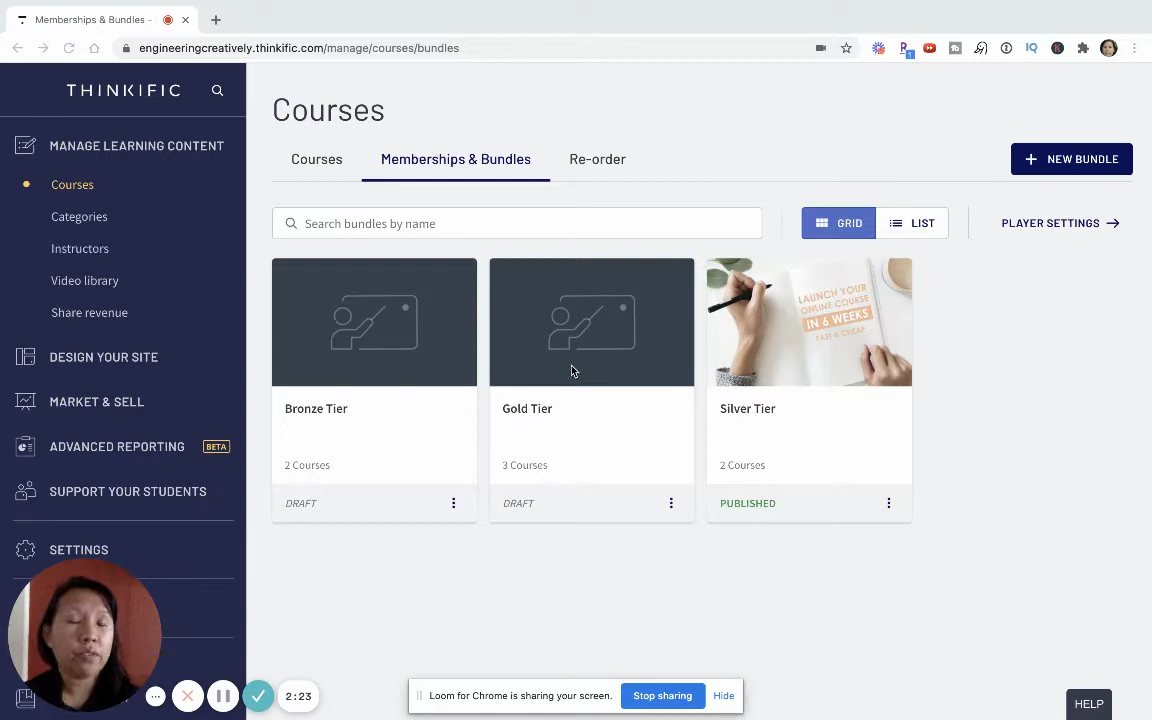 Memberships & Bundles -
engineeringcreatively.thinkific.com/manage/courses/bundles
1
IQ
K
THINKIFIC
MANAGE LEARNING CONTENT
Courses
Categories
Instructors
Video library
Share revenue
DESIGN YOUR SITE
MARKET & SELL
ADVANCED REPORTING BETA
SUPPORT YOUR STUDENTS
SETTINGS
2:23
Courses
Courses Memberships & Bundles Re-order
NEW BUNDLE
Search bundles by name
GRID LIST
PLAYER SETTINGS
LAUNCH YOUR
ONLINE COURSE
IN 6 WEEKS
FAST & CHEAP
Bronze Tier
2 Courses
DRAFT
Gold Tier
3 Courses
DRAFT
Silver Tier
2 Courses
PUBLISHED
Loom for Chrome is sharing your screen. Stop sharing Hide
HELP